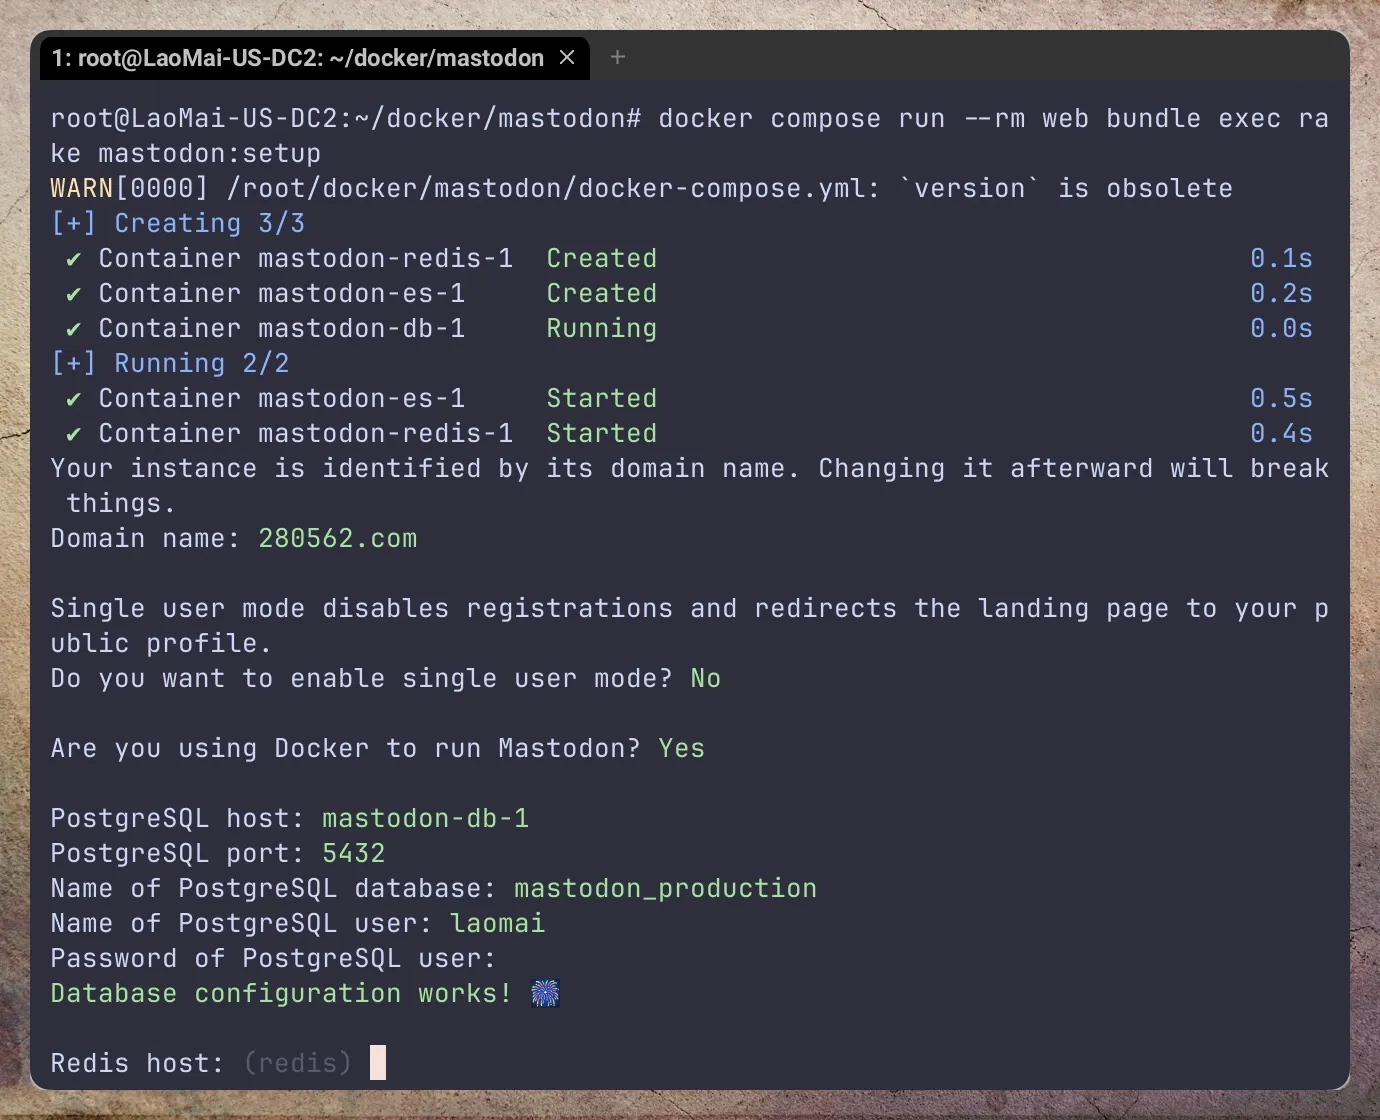 1: root@LaoMai-US-DC2: ~/docker/mastodon × +
root@LaoMai-US-DC2:~/docker/mastodon# docker compose run --rm web bundle exec ra
ke mastodon:setup
WARN[0000] /root/docker/mastodon/docker-compose.yml: `version` is obsolete
[+] Creating 3/3
✔ Container mastodon-redis-1 Created 0.1s
✔ Container mastodon-es-1 Created 0.2s
✔ Container mastodon-db-1 Running 0.0s
[+] Running 2/2
✔ Container mastodon-es-1 Started 0.5s
✔ Container mastodon-redis-1 Started 0.4s
Your instance is identified by its domain name. Changing it afterward will break
things.
Domain name: 280562.com
Single user mode disables registrations and redirects the landing page to your p
ublic profile.
Do you want to enable single user mode? No
Are you using Docker to run Mastodon? Yes
PostgreSQL host: mastodon-db-1
PostgreSQL port: 5432
Name of PostgreSQL database: mastodon_production
Name of PostgreSQL user: laomai
Password of PostgreSQL user:
Database configuration works! 🎆
Redis host: (redis)